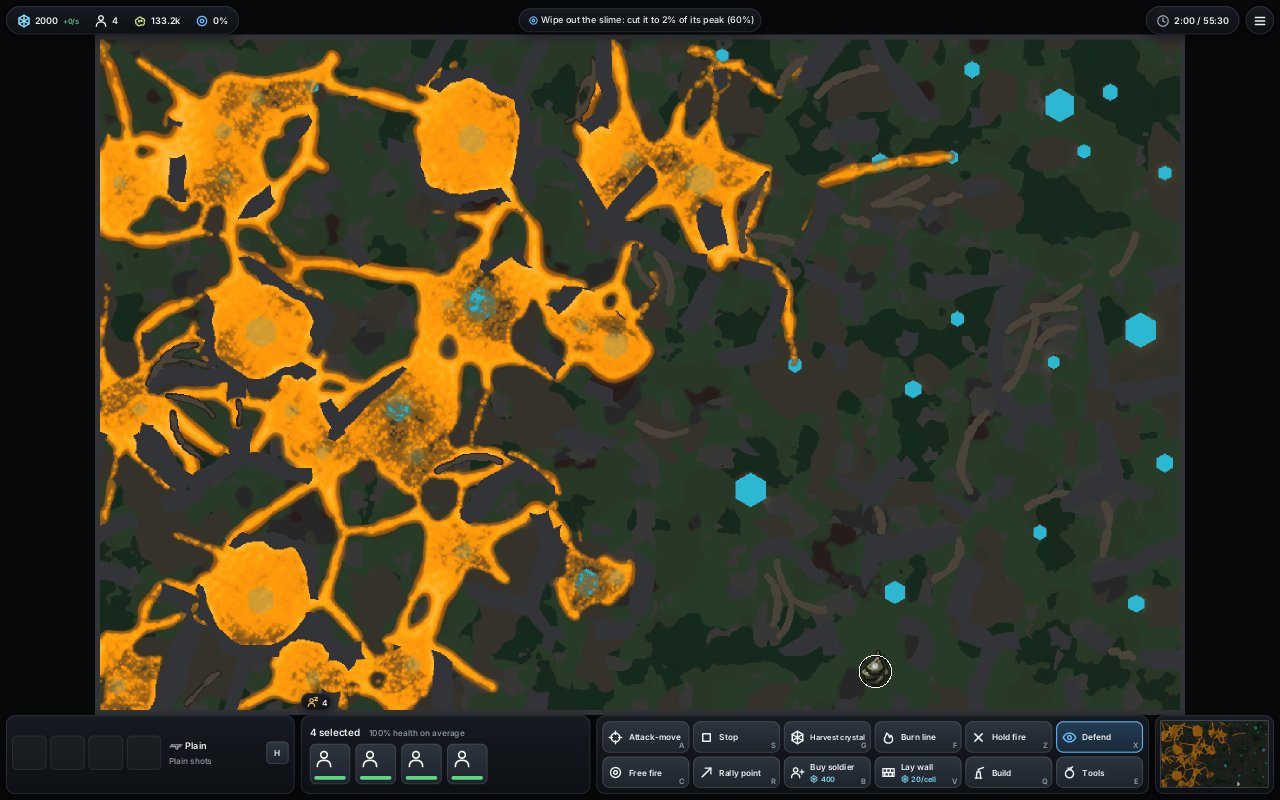 2000 +0/s 4 133.2k 0%
Wipe out the slime: cut it to 2% of its peak (60%)
2:00 / 55:30
4
Plain
Plain shots
H
4 selected 100% health on average
Attack-move A
Stop S
Harvest crystal G
Burn line F
Hold fire Z
Defend X
Free fire C
Rally point R
Buy soldier 400 B
Lay wall 20/cell V
Build Q
Tools E